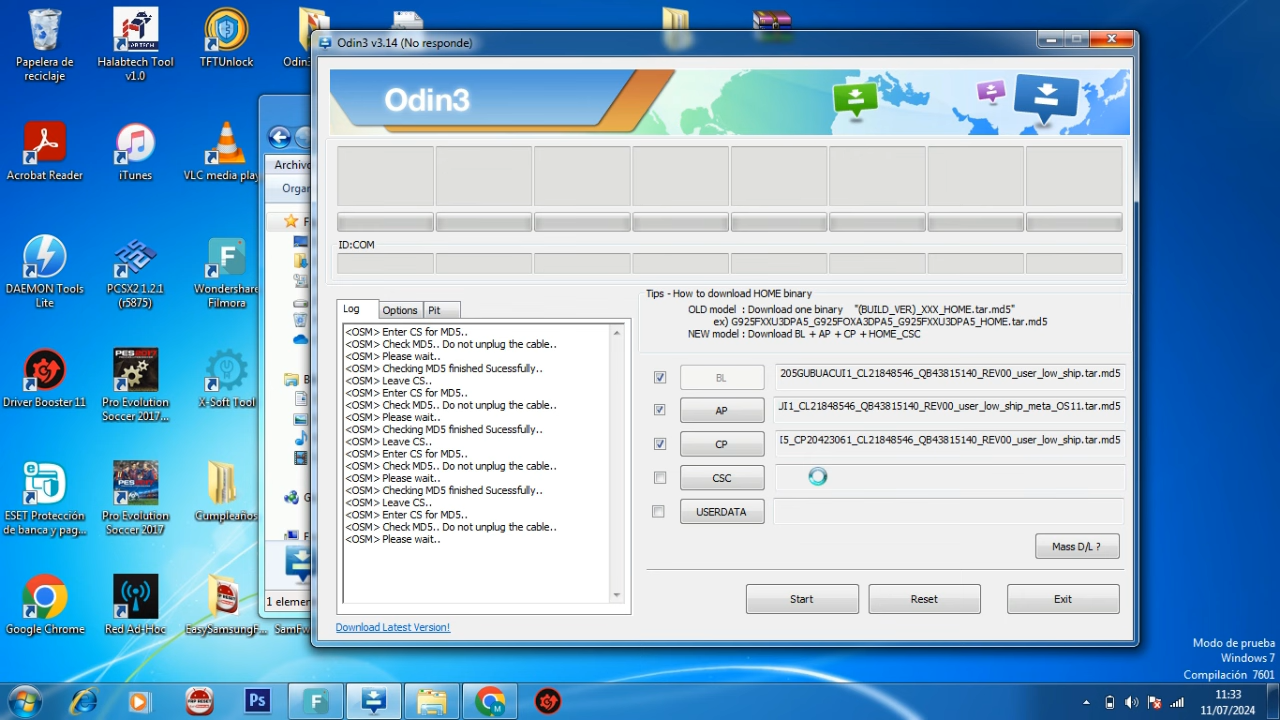 Papelera de
reciclaje
Halabtech Tool
v1.0
TFTUnlock
Odin3 v3.14 (No responde)
Odin3
Acrobat Reader
iTunes
VLC media play
Archivo
ID:COM
DAEMON Tools
Lite
PCSX2 1.2.1
(r5875)
Wondershare
Filmora
Log
Options
Pit
<OSM> Enter CS for MD5..
<OSM> Check MD5.. Do not unplug the cable..
<OSM> Please wait..
<OSM> Checking MD5 finished Sucessfully..
<OSM> Leave CS..
<OSM> Enter CS for MD5..
<OSM> Check MD5.. Do not unplug the cable..
<OSM> Please wait..
<OSM> Checking MD5 finished Sucessfully..
<OSM> Leave CS..
<OSM> Enter CS for MD5..
<OSM> Check MD5.. Do not unplug the cable..
<OSM> Please wait..
<OSM> Checking MD5 finished Sucessfully..
<OSM> Leave CS..
<OSM> Enter CS for MD5..
<OSM> Check MD5.. Do not unplug the cable..
<OSM> Please wait..
Tips - How to download HOME binary
OLD model : Download one binary "(BUILD_VER)_XXX_HOME.tar.md5"
ex) G925FXXU3DPA5_G925FOXA3DPA5_G925FXXU3DPA5_HOME.tar.md5
NEW model : Download BL + AP + CP + HOME_CSC
BL
205GUBUACUI1_CL21848546_QB43815140_REV00_user_low_ship.tar.md5
AP
UI1_CL21848546_QB43815140_REV00_user_low_ship_meta_OS11.tar.md5
CP
I5_CP20423061_CL21848546_QB43815140_REV00_user_low_ship.tar.md5
CSC
USERDATA
Mass D/L ?
Start
Reset
Exit
Download Latest Version!
Driver Booster 11
Pro Evolution
Soccer 2017...
X-Soft Tool
ESET Protección
de banca y pag...
Pro Evolution
Soccer 2017
Cumpleaños
1 elemen
Google Chrome
Red Ad-Hoc
EasySamsungF...
SamFw
Modo de prueba
Windows 7
Compilación 7601
Ps
11:33
11/07/2024